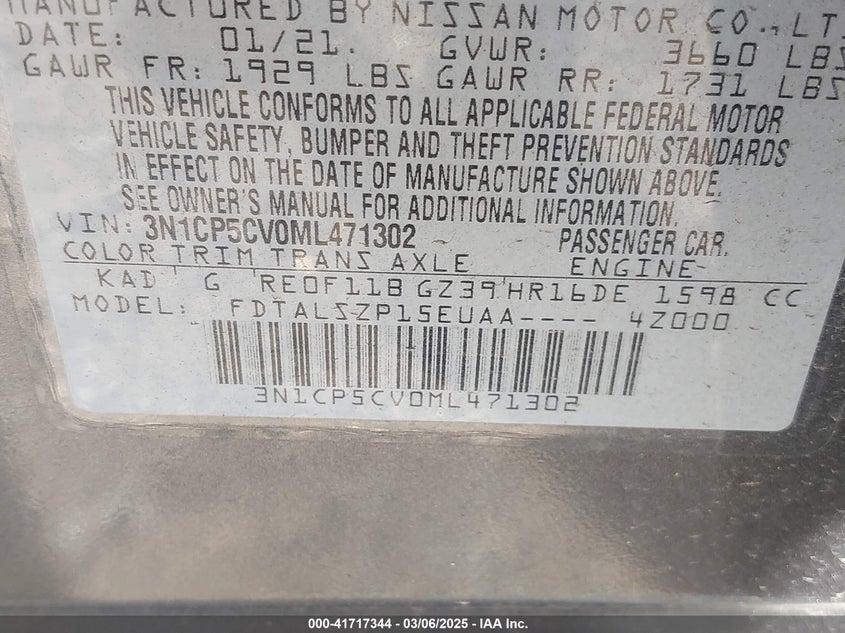 MANUFACTURED BY NISSAN MOTOR CO., LT
DATE: 01/21. GVWR: 3660 LBS
GAWR FR: 1929 LBS GAWR RR: 1731 LBS
THIS VEHICLE CONFORMS TO ALL APPLICABLE FEDERAL MOTOR
VEHICLE SAFETY, BUMPER AND THEFT PREVENTION STANDARDS
IN EFFECT ON THE DATE OF MANUFACTURE SHOWN ABOVE.
SEE OWNER'S MANUAL FOR ADDITIONAL INFORMATION.
VIN: 3N1CP5CV0ML471302 PASSENGER CAR.
COLOR TRIM TRANS AXLE ENGINE
KAD G RE0F11B GZ39 HR16DE 1598 CC
MODEL: FDTALSZP15EUAA---- 4Z000
1
3N1CP5CV0ML471302
000-41717344 | 03/06/2025 - IAA Inc.